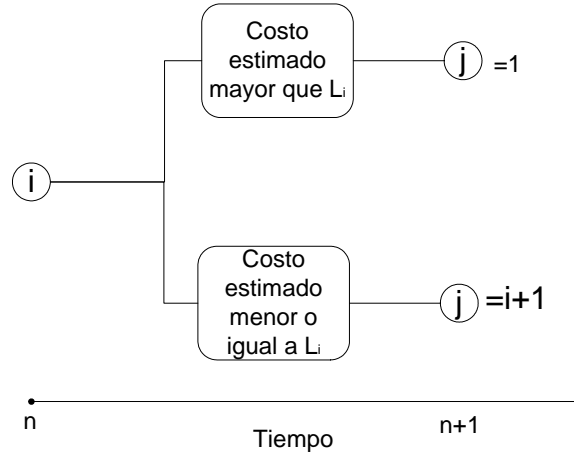 Costo
estimado
mayor que Li
j =1
i
Costo
estimado
menor o
igual a Li
j =i+1
n
n+1
Tiempo